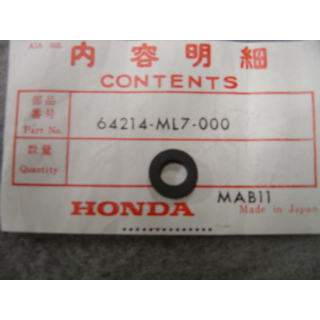 内容明細
CONTENTS
部品
番号
Part No.
64214-ML7-000
数量
Quantity
MAB11
HONDA
Made in Japan